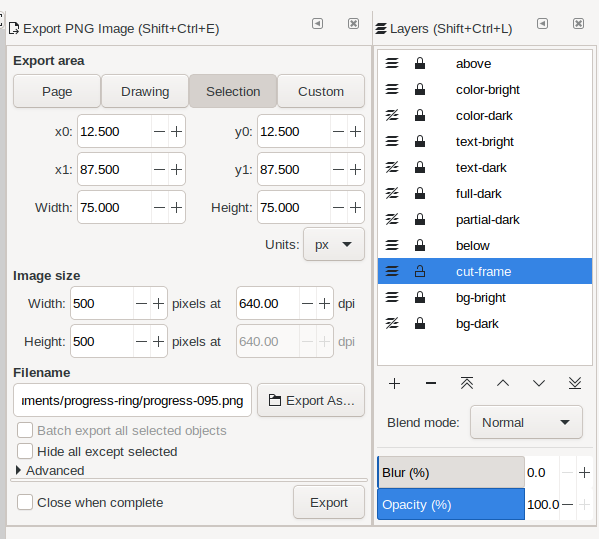 Export PNG Image (Shift+Ctrl+E)
Export area
Page Drawing Selection Custom
x0: 12.500 y0: 12.500
x1: 87.500 y1: 87.500
Width: 75.000 Height: 75.000
Units: px
Image size
Width: 500 pixels at 640.00 dpi
Height: 500 pixels at 640.00 dpi
Filename
ments/progress-ring/progress-095.png Export As...
Batch export all selected objects
Hide all except selected
Advanced
Close when complete Export
Layers (Shift+Ctrl+L)
above
color-bright
color-dark
text-bright
text-dark
full-dark
partial-dark
below
cut-frame
bg-bright
bg-dark
Blend mode: Normal
Blur (%) 0.0
Opacity (%) 100.0